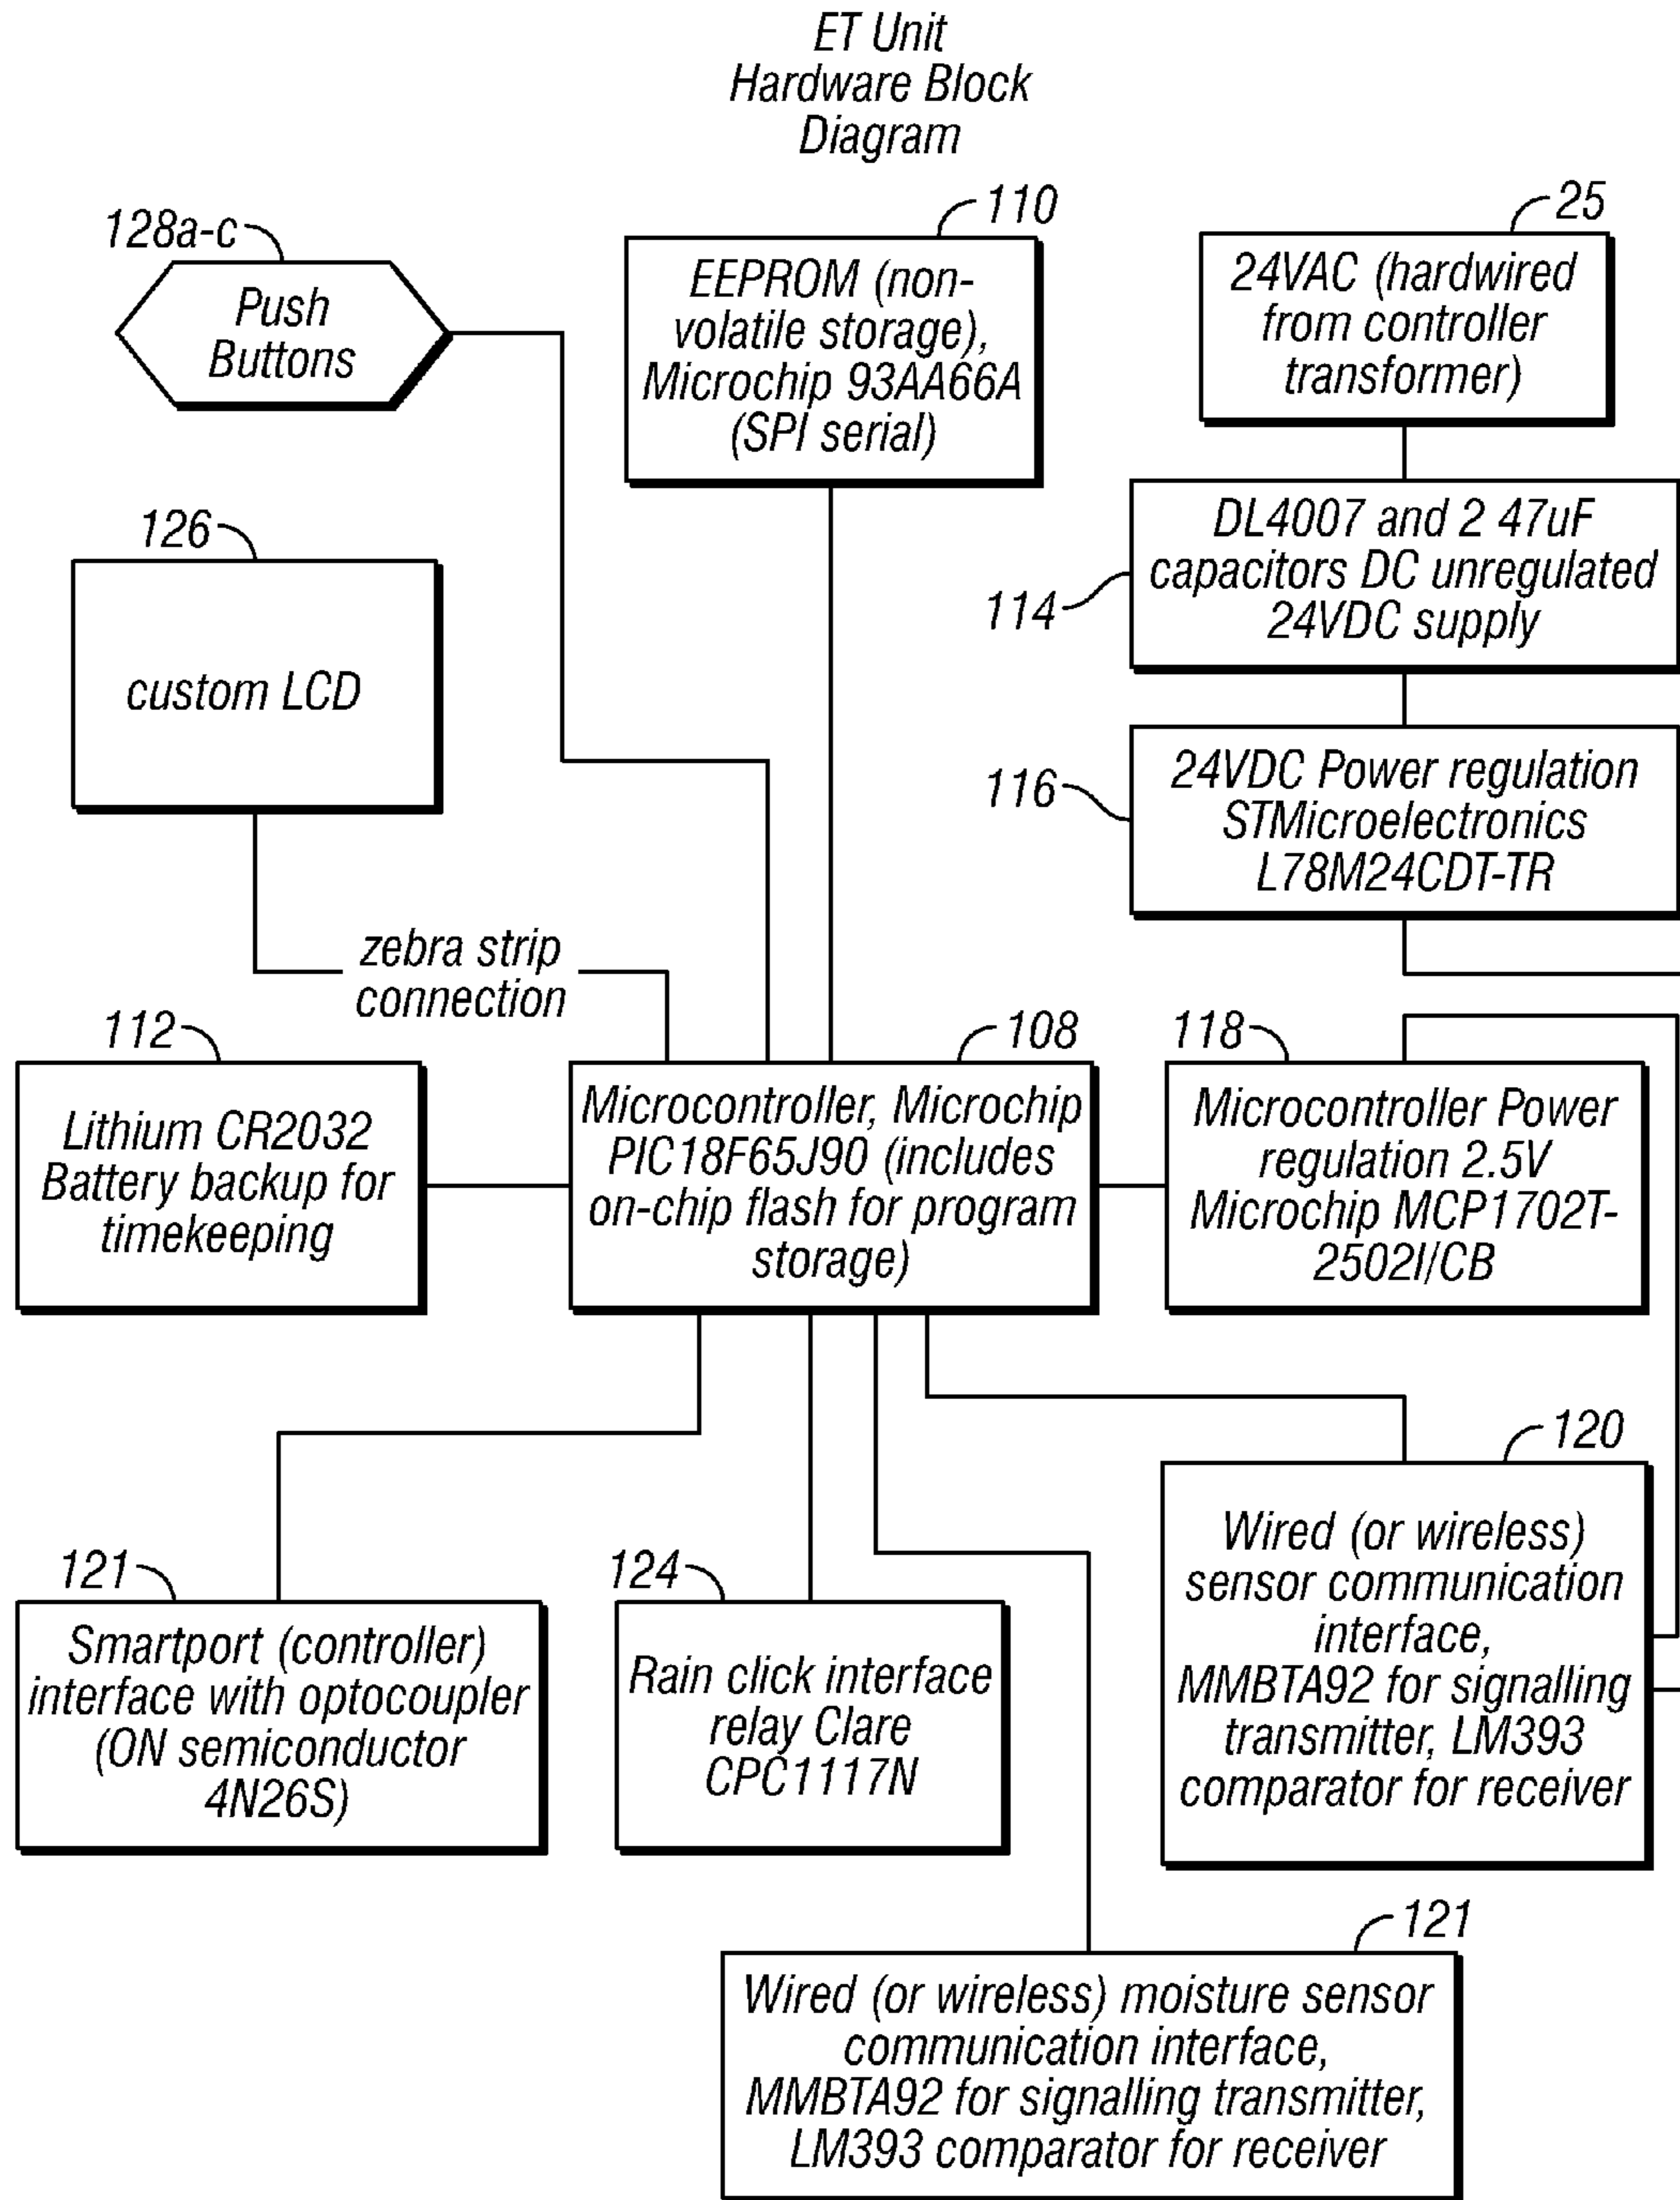 ET Unit
Hardware Block
Diagram
128a-c
Push
Buttons
110
EEPROM (non-
volatile storage),
Microchip 93AA66A
(SPI serial)
25
24VAC (hardwired
from controller
transformer)
126
custom LCD
114
DL4007 and 2 47uF
capacitors DC unregulated
24VDC supply
116
24VDC Power regulation
STMicroelectronics
L78M24CDT-TR
zebra strip
connection
112
Lithium CR2032
Battery backup for
timekeeping
108
Microcontroller, Microchip
PIC18F65J90 (includes
on-chip flash for program
storage)
118
Microcontroller Power
regulation 2.5V
Microchip MCP1702T-
2502I/CB
121
Smartport (controller)
interface with optocoupler
(ON semiconductor
4N26S)
124
Rain click interface
relay Clare
CPC1117N
120
Wired (or wireless)
sensor communication
interface,
MMBTA92 for signalling
transmitter, LM393
comparator for receiver
121
Wired (or wireless) moisture sensor
communication interface,
MMBTA92 for signalling transmitter,
LM393 comparator for receiver